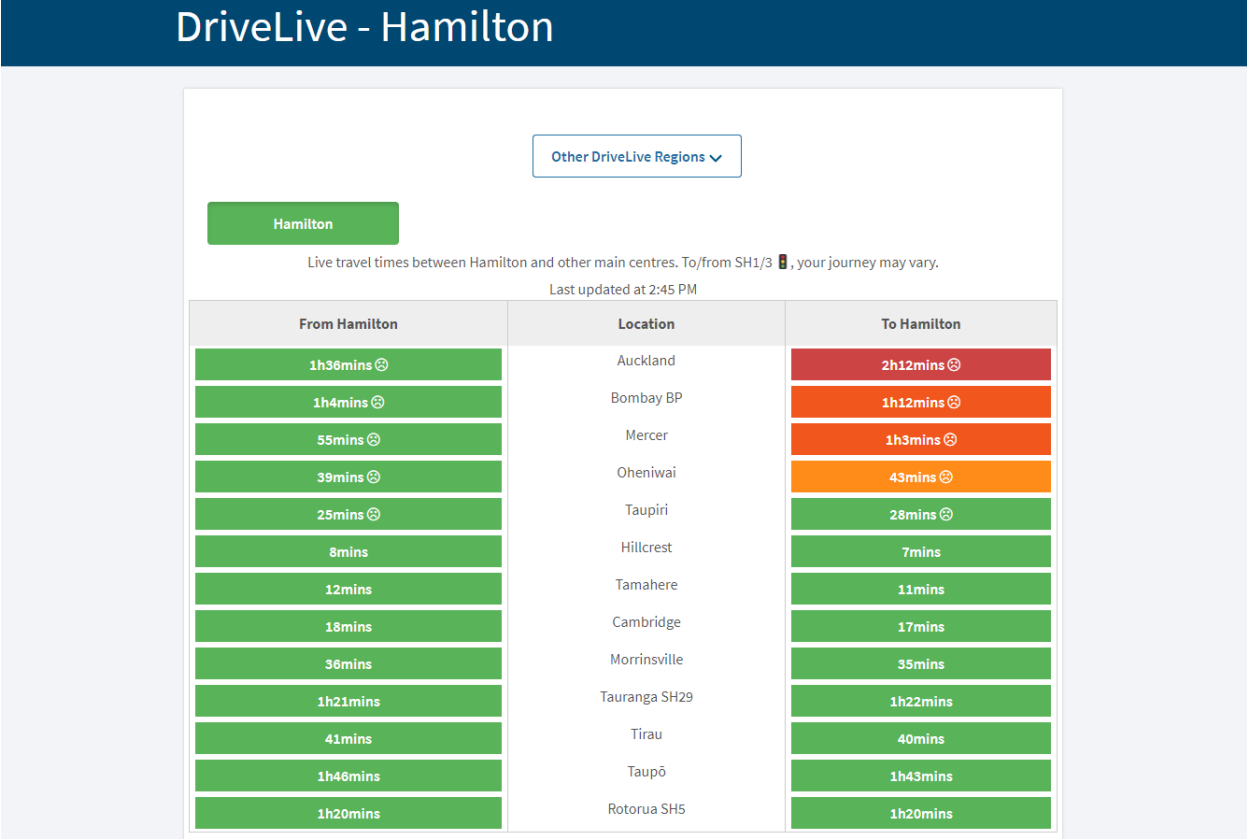 DriveLive - Hamilton
Other DriveLive Regions
Hamilton
Live travel times between Hamilton and other main centres. To/from SH1/3 🚦, your journey may vary.
Last updated at 2:45 PM
From Hamilton Location To Hamilton
1h36mins☹ Auckland 2h12mins☹
1h4mins☹ Bombay BP 1h12mins☹
55mins☹ Mercer 1h3mins☹
39mins☹ Oheniwai 43mins☹
25mins☹ Taupiri 28mins☹
8mins Hillcrest 7mins
12mins Tamahere 11mins
18mins Cambridge 17mins
36mins Morrinsville 35mins
1h21mins Tauranga SH29 1h22mins
41mins Tirau 40mins
1h46mins Taupō 1h43mins
1h20mins Rotorua SH5 1h20mins